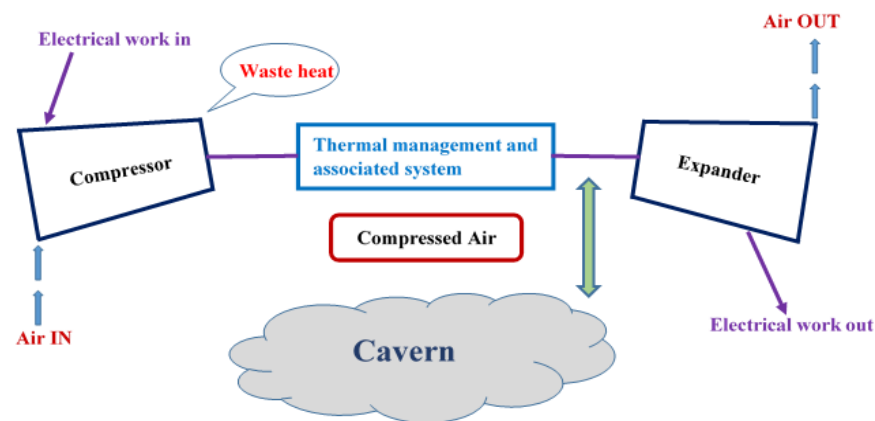 Electrical work in
Air OUT
Waste heat
Compressor
Thermal management and
associated system
Expander
Compressed Air
Air IN
Cavern
Electrical work out